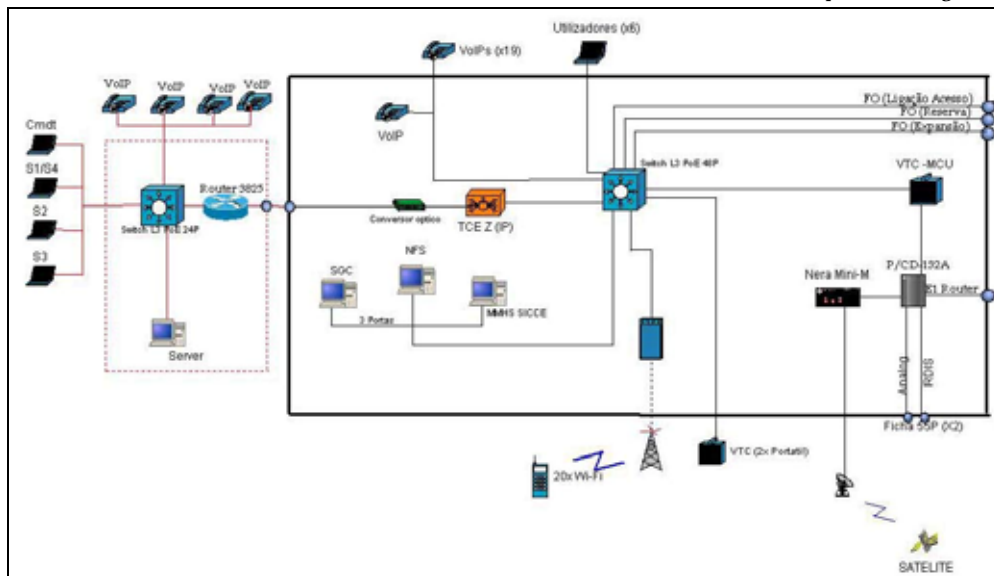 Utilizadores (x6)
VoIPs (x19)
VoIP
VoIP
VoIP
VoIP
VoIP
Cmdt
S1/S4
S2
S3
Switch L3 PoE 24P
Router 3825
Server
Conversor optico
TCE Z (IP)
Switch L3 PoE 48P
FO (Ligação Acesso)
FO (Reserva)
FO (Expansão)
VTC -MCU
SGC
NFS
MMHS SICCE
3 Portas
Nera Mini-M
P/CD-132A
E1 Router
Analog
RDIS
Ficha 55P (X2)
VTC (2x Portatil)
20x Wi-Fi
SATELITE